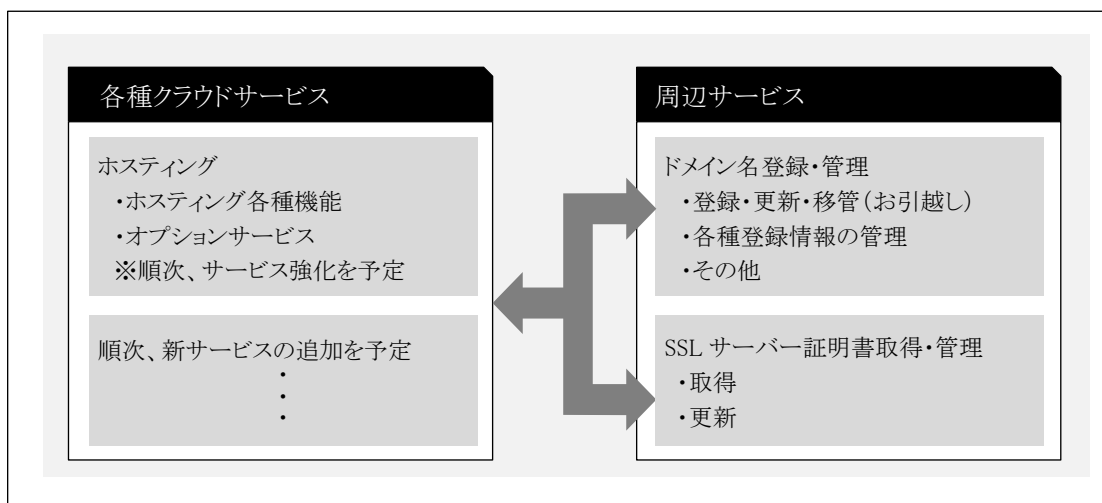 各種クラウドサービス
ホスティング
・ホスティング各種機能
・オプションサービス
※順次、サービス強化を予定
順次、新サービスの追加を予定
・
・
・
周辺サービス
ドメイン名登録・管理
・登録・更新・移管(お引越し)
・各種登録情報の管理
・その他
SSL サーバー証明書取得・管理
・取得
・更新